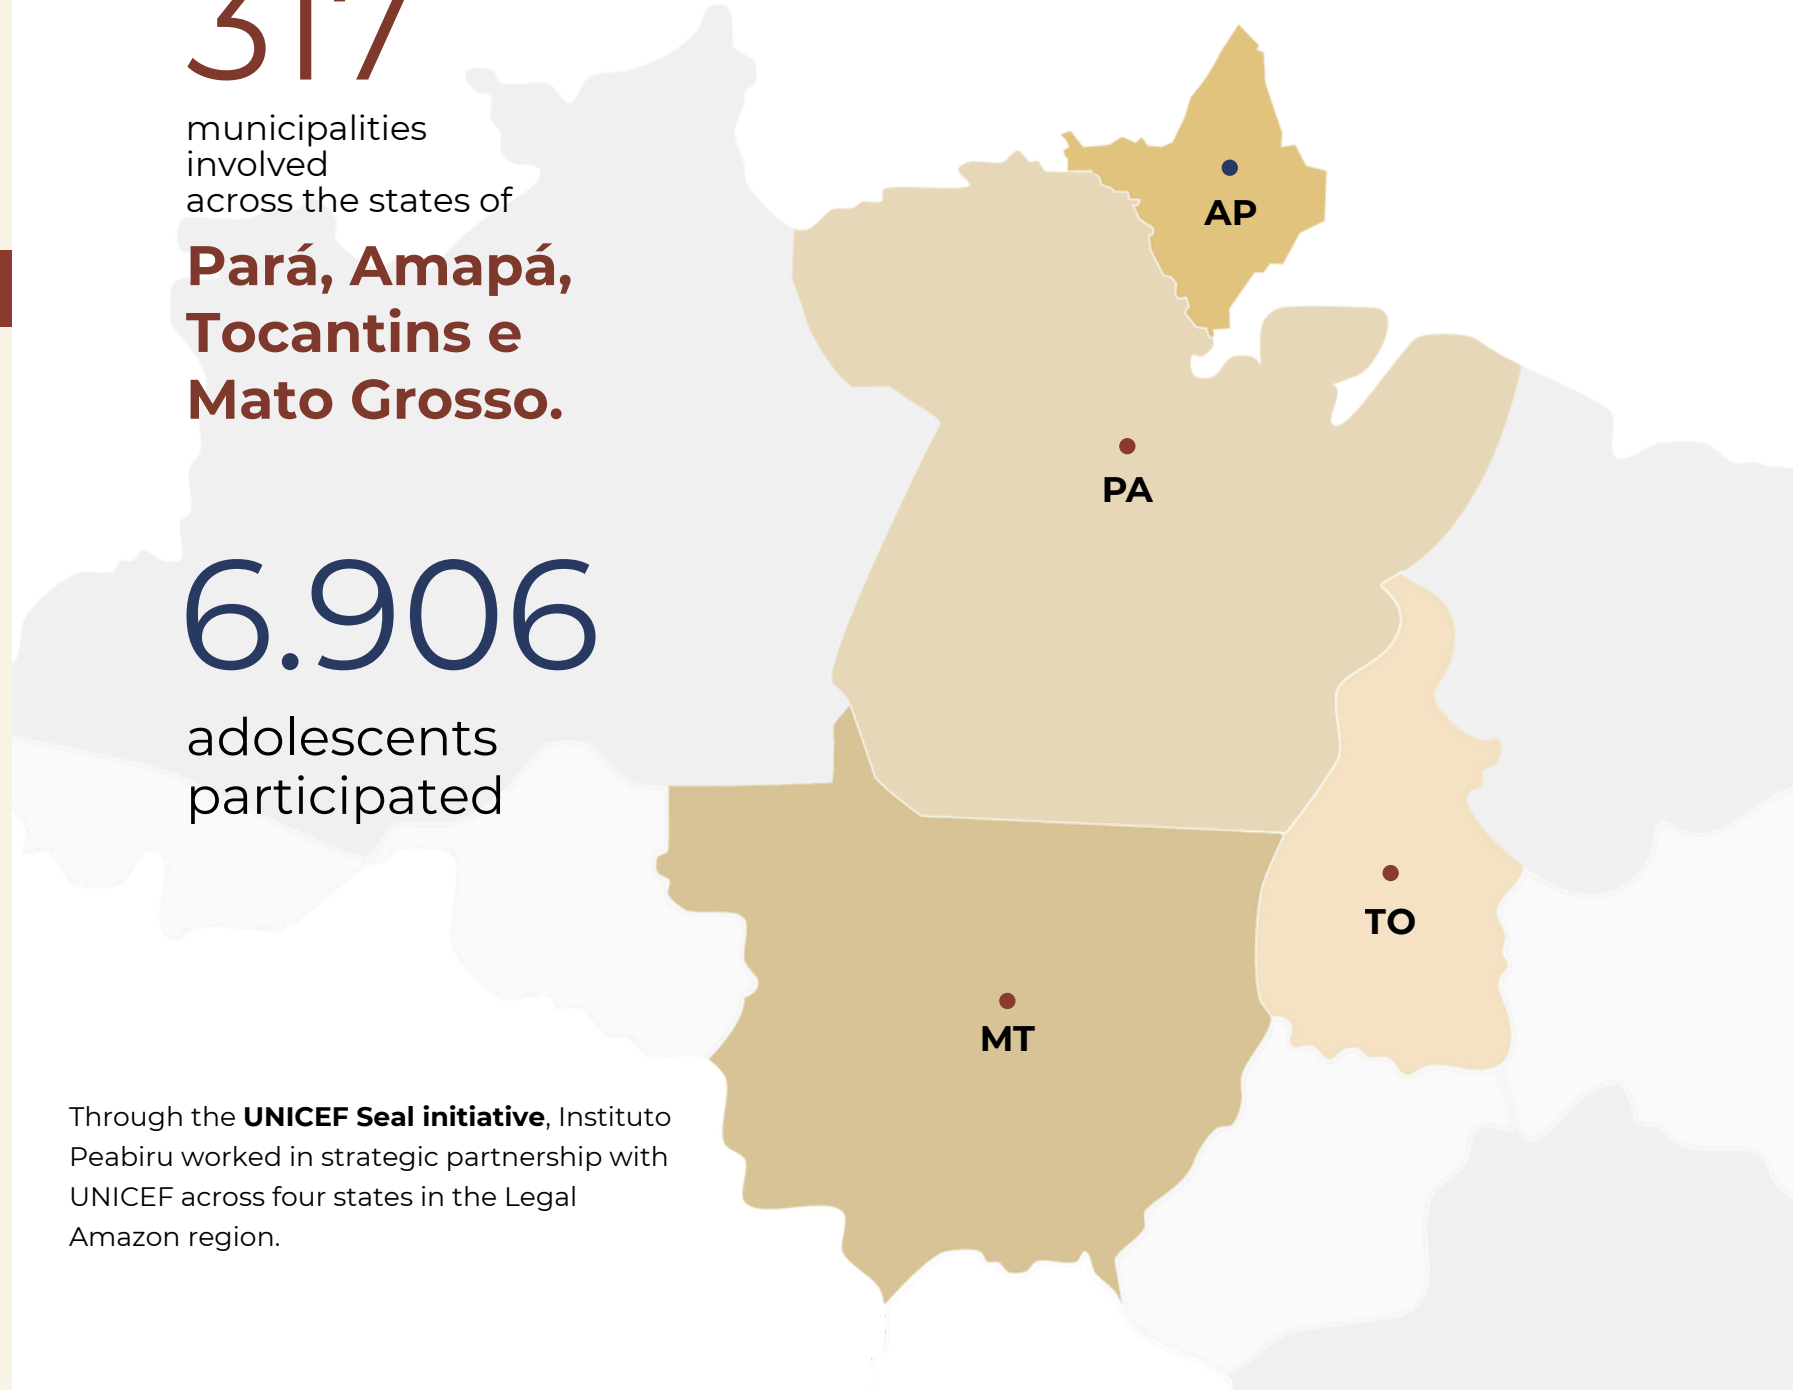 317
municipalities
involved
across the states of
Pará, Amapá,
Tocantins e
Mato Grosso.
6.906
adolescents
participated
Through the UNICEF Seal initiative, Instituto
Peabiru worked in strategic partnership with
UNICEF across four states in the Legal
Amazon region.
AP
PA
TO
MT